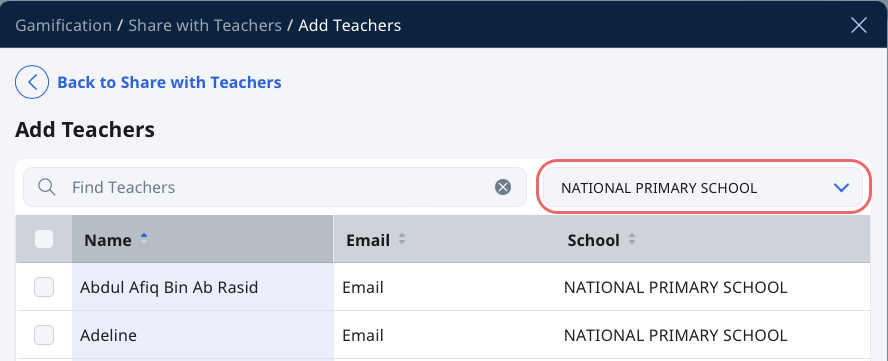 Gamification / Share with Teachers / Add Teachers
Back to Share with Teachers
Add Teachers
Find Teachers NATIONAL PRIMARY SCHOOL
Name Email School
Abdul Afiq Bin Ab Rasid Email NATIONAL PRIMARY SCHOOL
Adeline Email NATIONAL PRIMARY SCHOOL